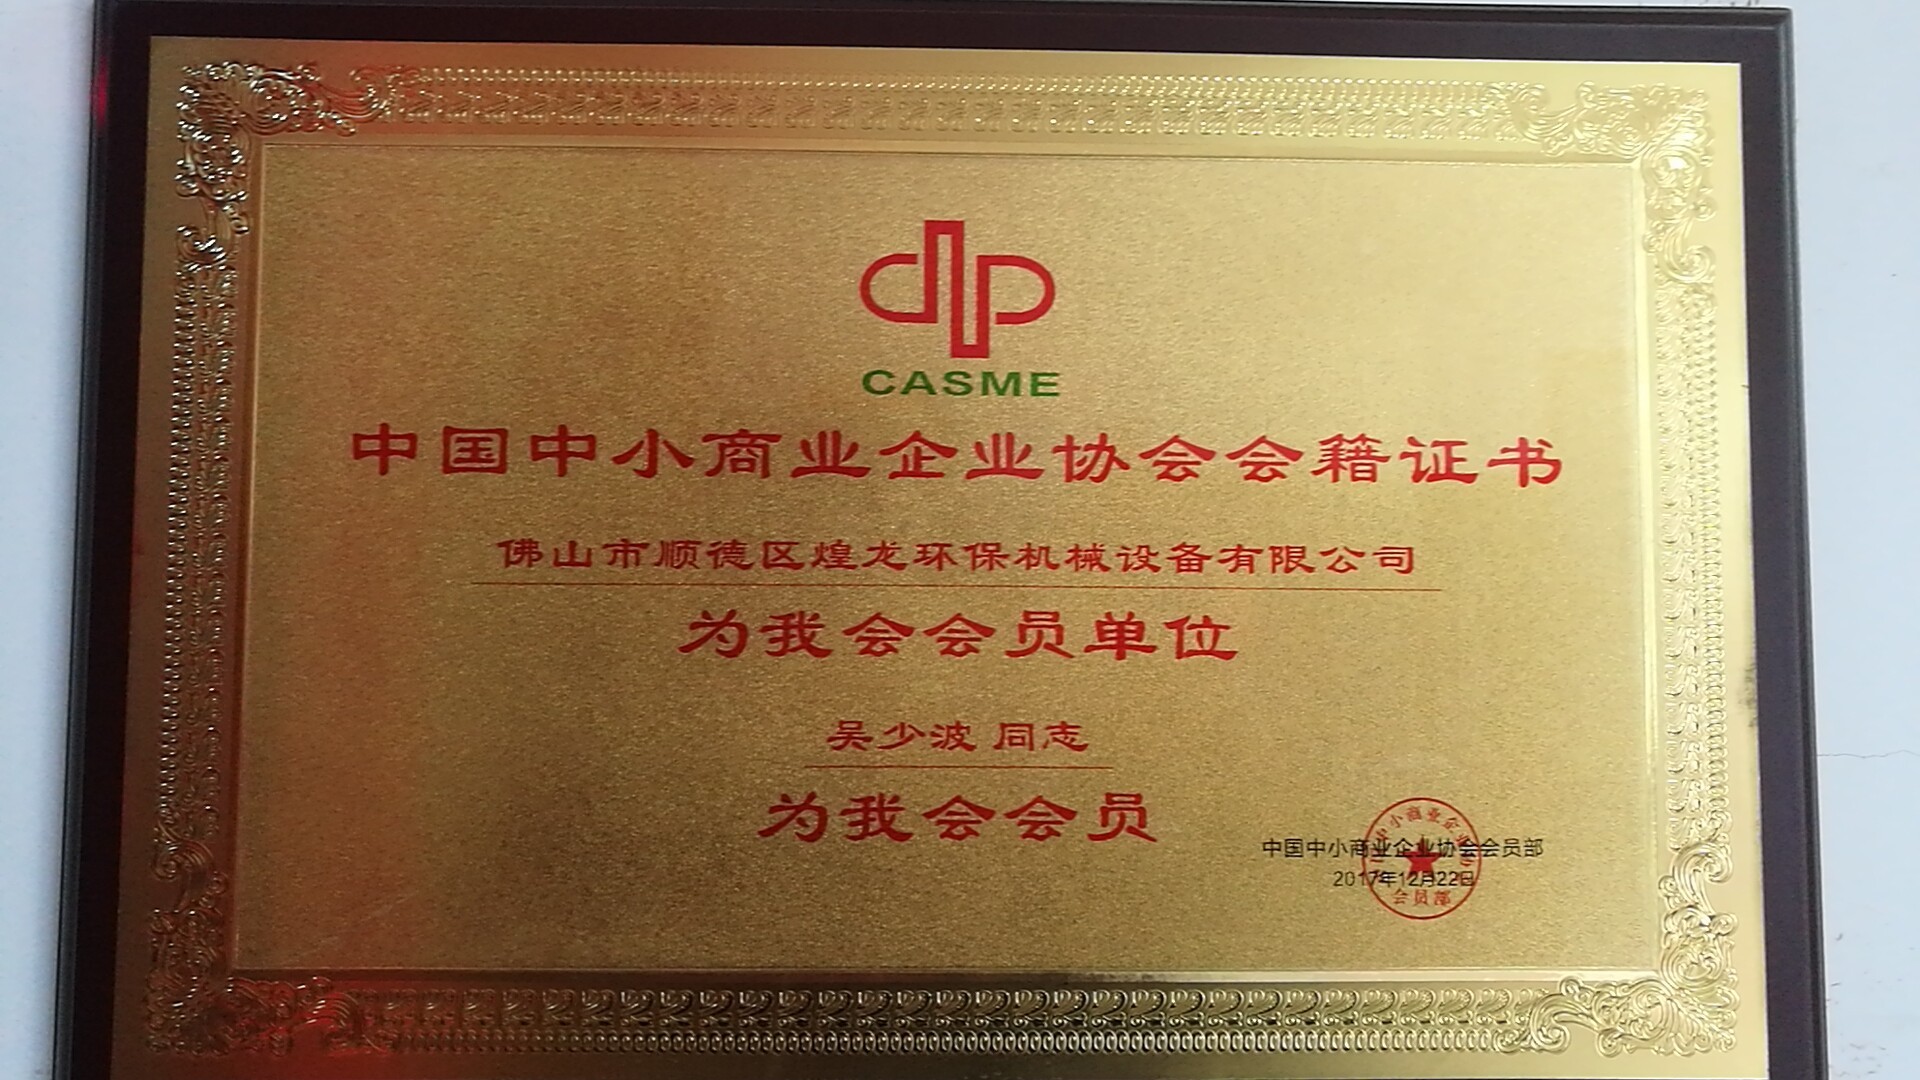 CASME
中国中小商业企业协会会籍证书
佛山市顺德区煌龙环保机械设备有限公司
为我会会员单位
吴少波 同志
为我会会员
中国中小商业企业协会会员部
2017年12月22日
会员部